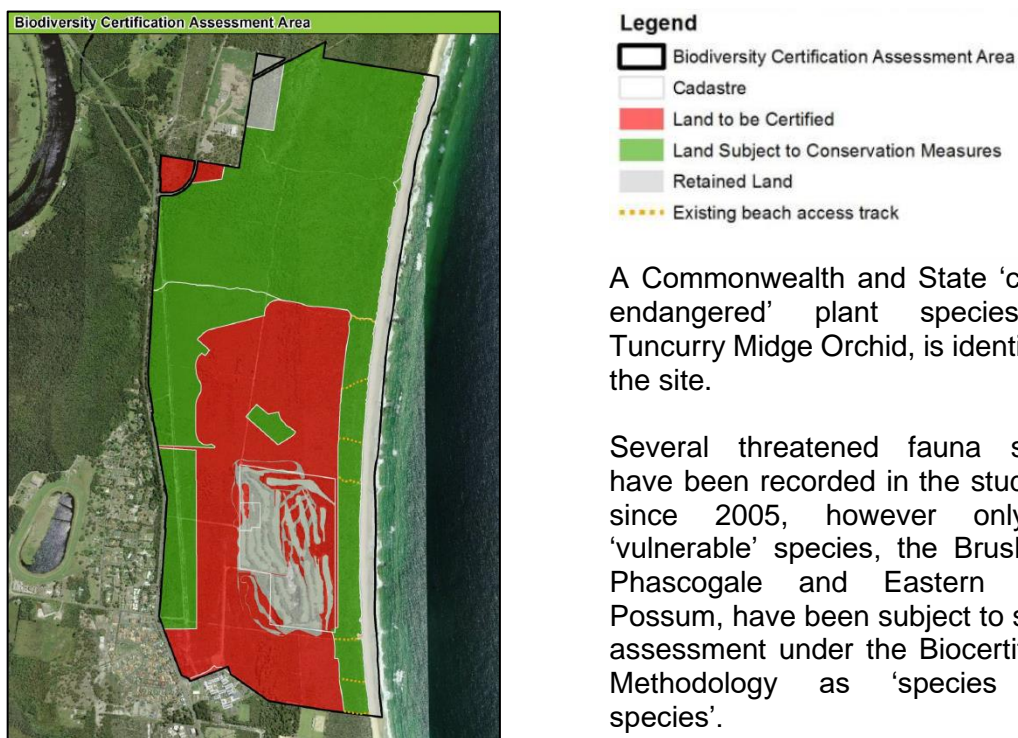 Biodiversity Certification Assessment Area
Legend
Biodiversity Certification Assessment Area
Cadastre
Land to be Certified
Land Subject to Conservation Measures
Retained Land
Existing beach access track
A Commonwealth and State ‘c
endangered’ plant species
Tuncurry Midge Orchid, is identi
the site.
Several threatened fauna s
have been recorded in the stud
since 2005, however only
‘vulnerable’ species, the Brus
Phascogale and Eastern
Possum, have been subject to s
assessment under the Biocerti
Methodology as ‘species
species’.